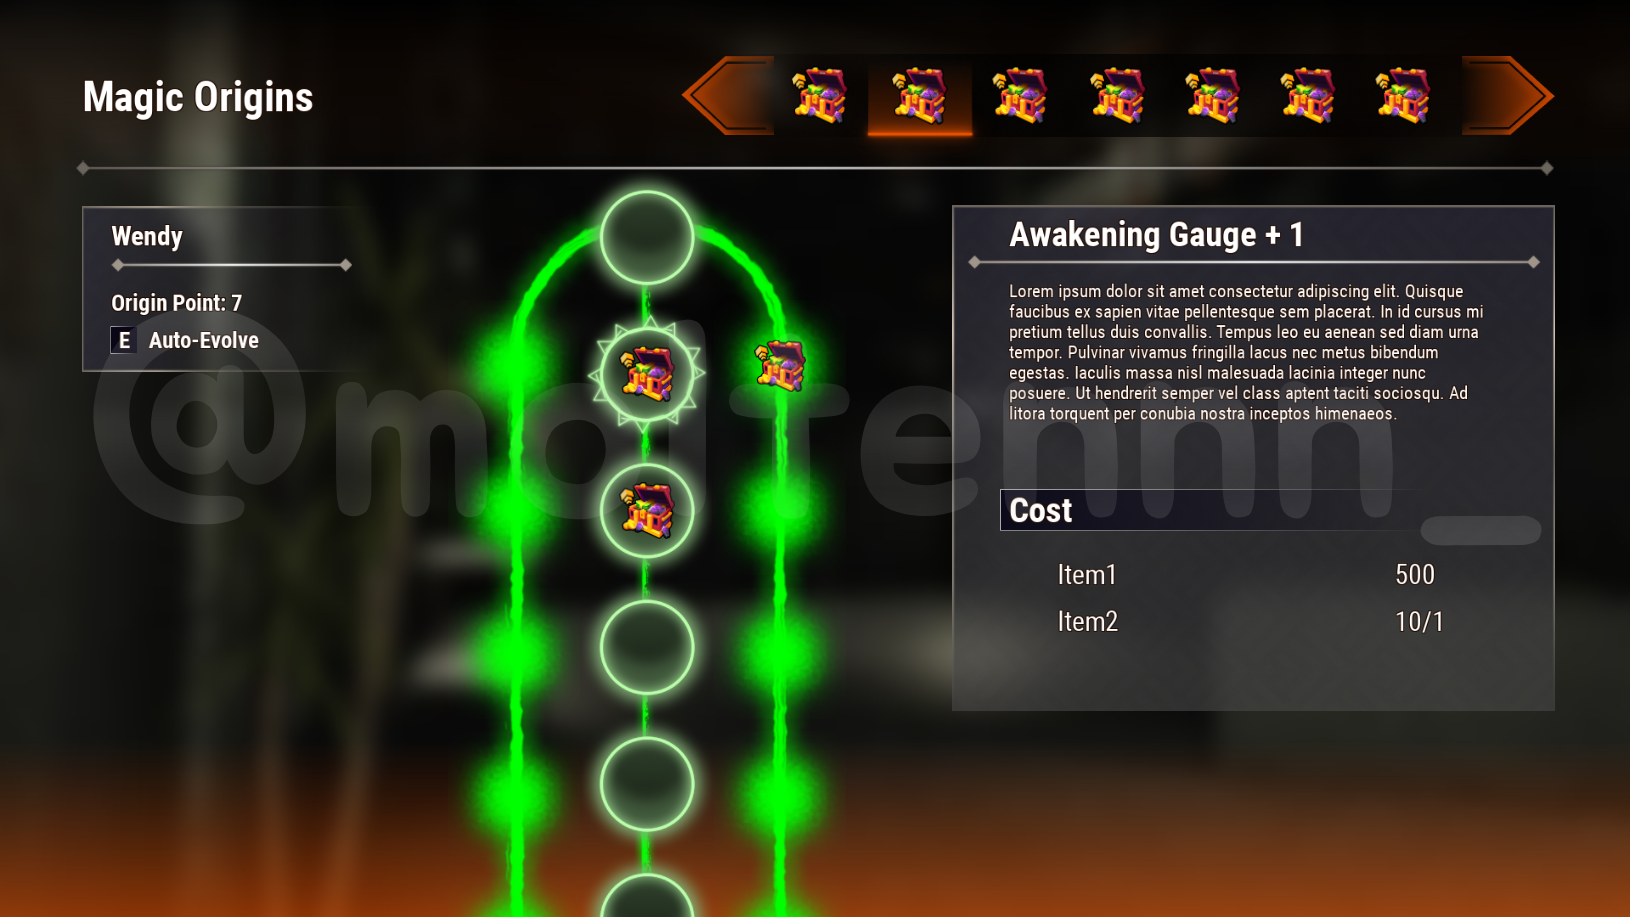 Magic Origins
Wendy
Origin Point: 7
E Auto-Evolve
Awakening Gauge + 1
Lorem ipsum dolor sit amet consectetur adipiscing elit. Quisque
faucibus ex sapien vitae pellentesque sem placerat. In id cursus mi
pretium tellus duis convallis. Tempus leo eu aenean sed diam urna
tempor. Pulvinar vivamus fringilla lacus nec metus bibendum
egestas. Iaculis massa nisl malesuada lacinia integer nunc
posuere. Ut hendrerit semper vel class aptent taciti sociosqu. Ad
litora torquent per conubia nostra inceptos himenaeos.
@moltennn_
Cost
Item1 500
Item2 10/1